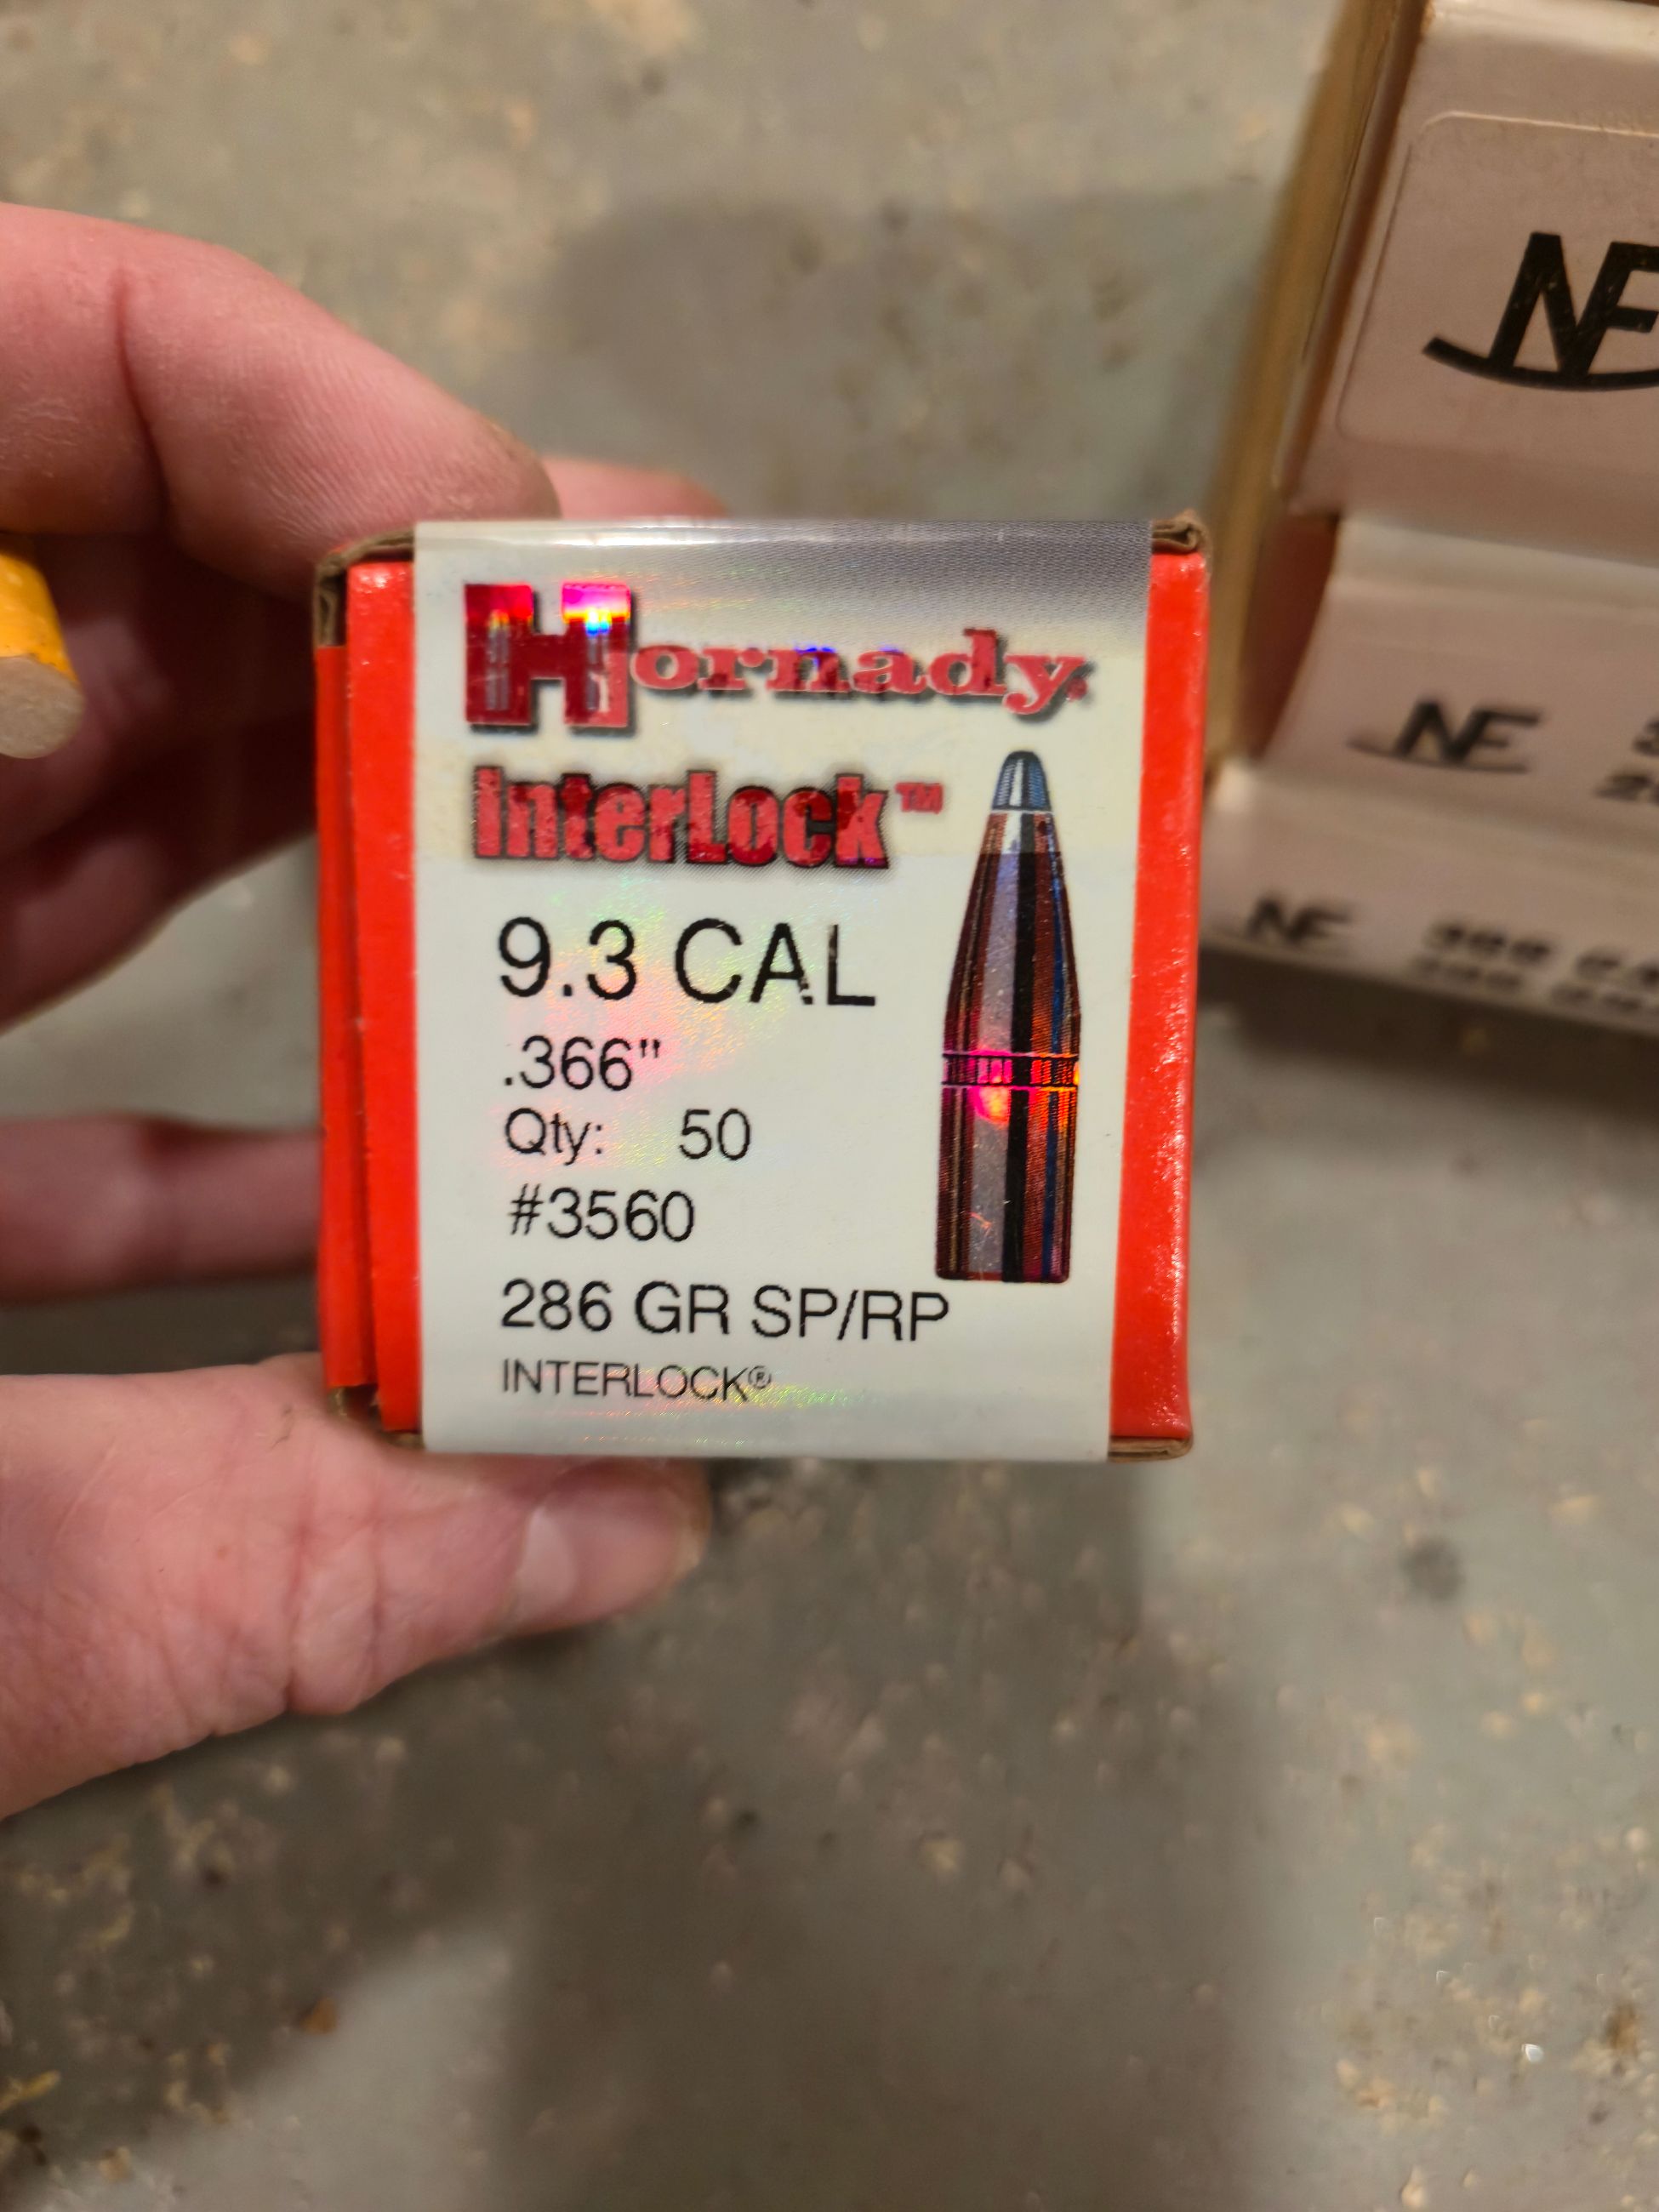 Hornady
InterLock™
9.3 CAL
.366"
Qty: 50
#3560
286 GR SP/RP
INTERLOCK®
NF
NF
NF